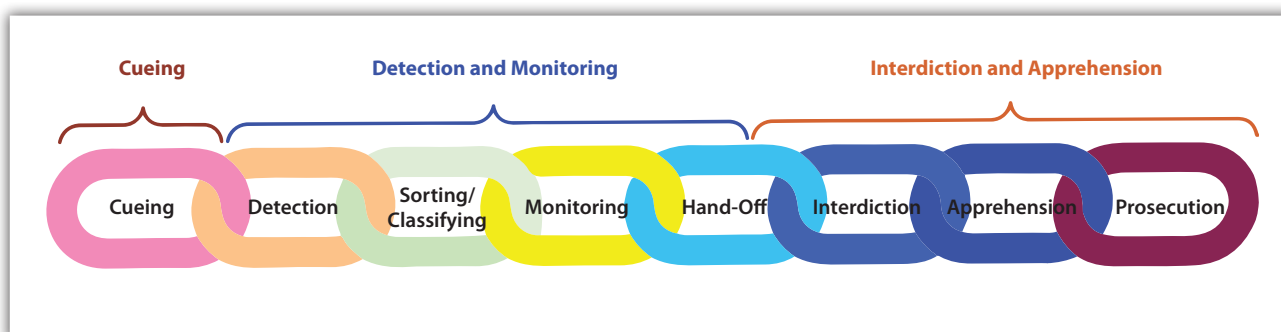 Cueing
Detection and Monitoring
Interdiction and Apprehension
Cueing
Detection
Sorting/
Classifying
Monitoring
Hand-Off
Interdiction
Apprehension
Prosecution